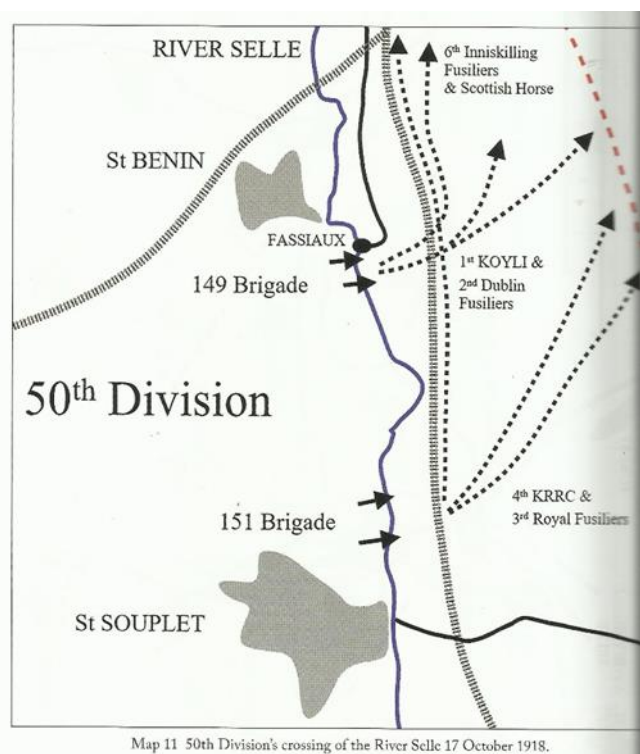 RIVER SELLE
6th Inniskilling
Fusiliers
& Scottish Horse
St BENIN
FASSIAUX
149 Brigade
1st KOYLI &
2nd Dublin
Fusiliers
50th Division
151 Brigade
4th KRRC &
3rd Royal Fusiliers
St SOUPLET
Map 11 50th Division's crossing of the River Selle 17 October 1918.